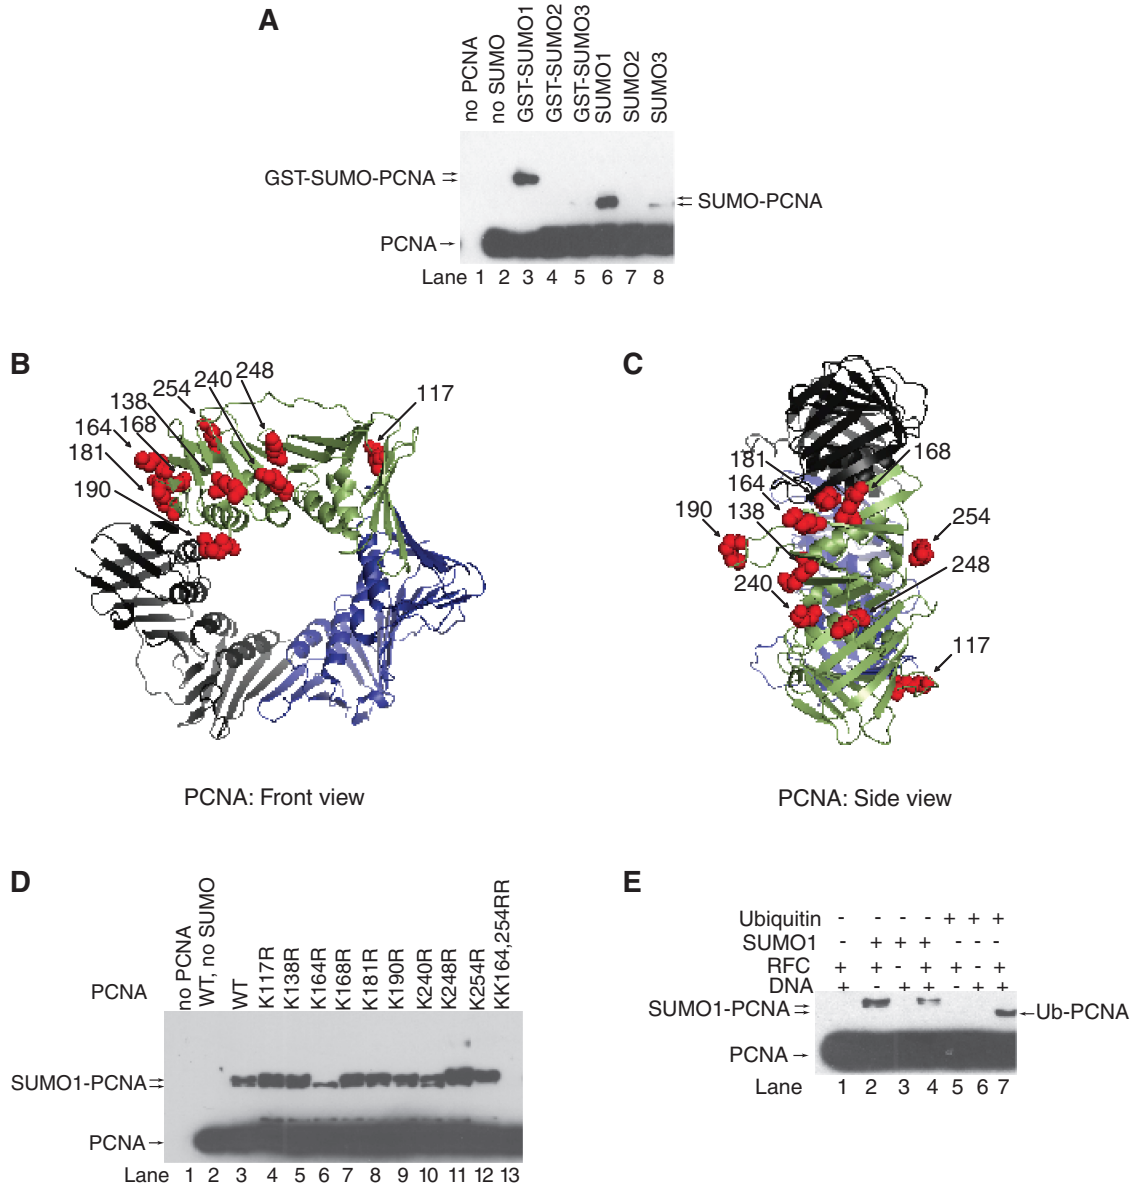 A
no PCNA
no SUMO
GST-SUMO1
GST-SUMO2
GST-SUMO3
SUMO1
SUMO2
SUMO3
GST-SUMO-PCNA
SUMO-PCNA
PCNA
Lane 1 2 3 4 5 6 7 8
B
254 240 248 117
138
164 168
181
190
PCNA: Front view
C
181 168
164
190 138 254
240 248
117
PCNA: Side view
D
PCNA
no PCNA
WT, no SUMO
WT
K117R
K138R
K164R
K168R
K181R
K190R
K240R
K248R
K254R
KK164,254RR
SUMO1-PCNA
PCNA
Lane 1 2 3 4 5 6 7 8 9 10 11 12 13
E
Ubiquitin - - - - + + +
SUMO1 - + + + - - -
RFC + + - + + - +
DNA + - - + - + +
SUMO1-PCNA
Ub-PCNA
PCNA
Lane 1 2 3 4 5 6 7